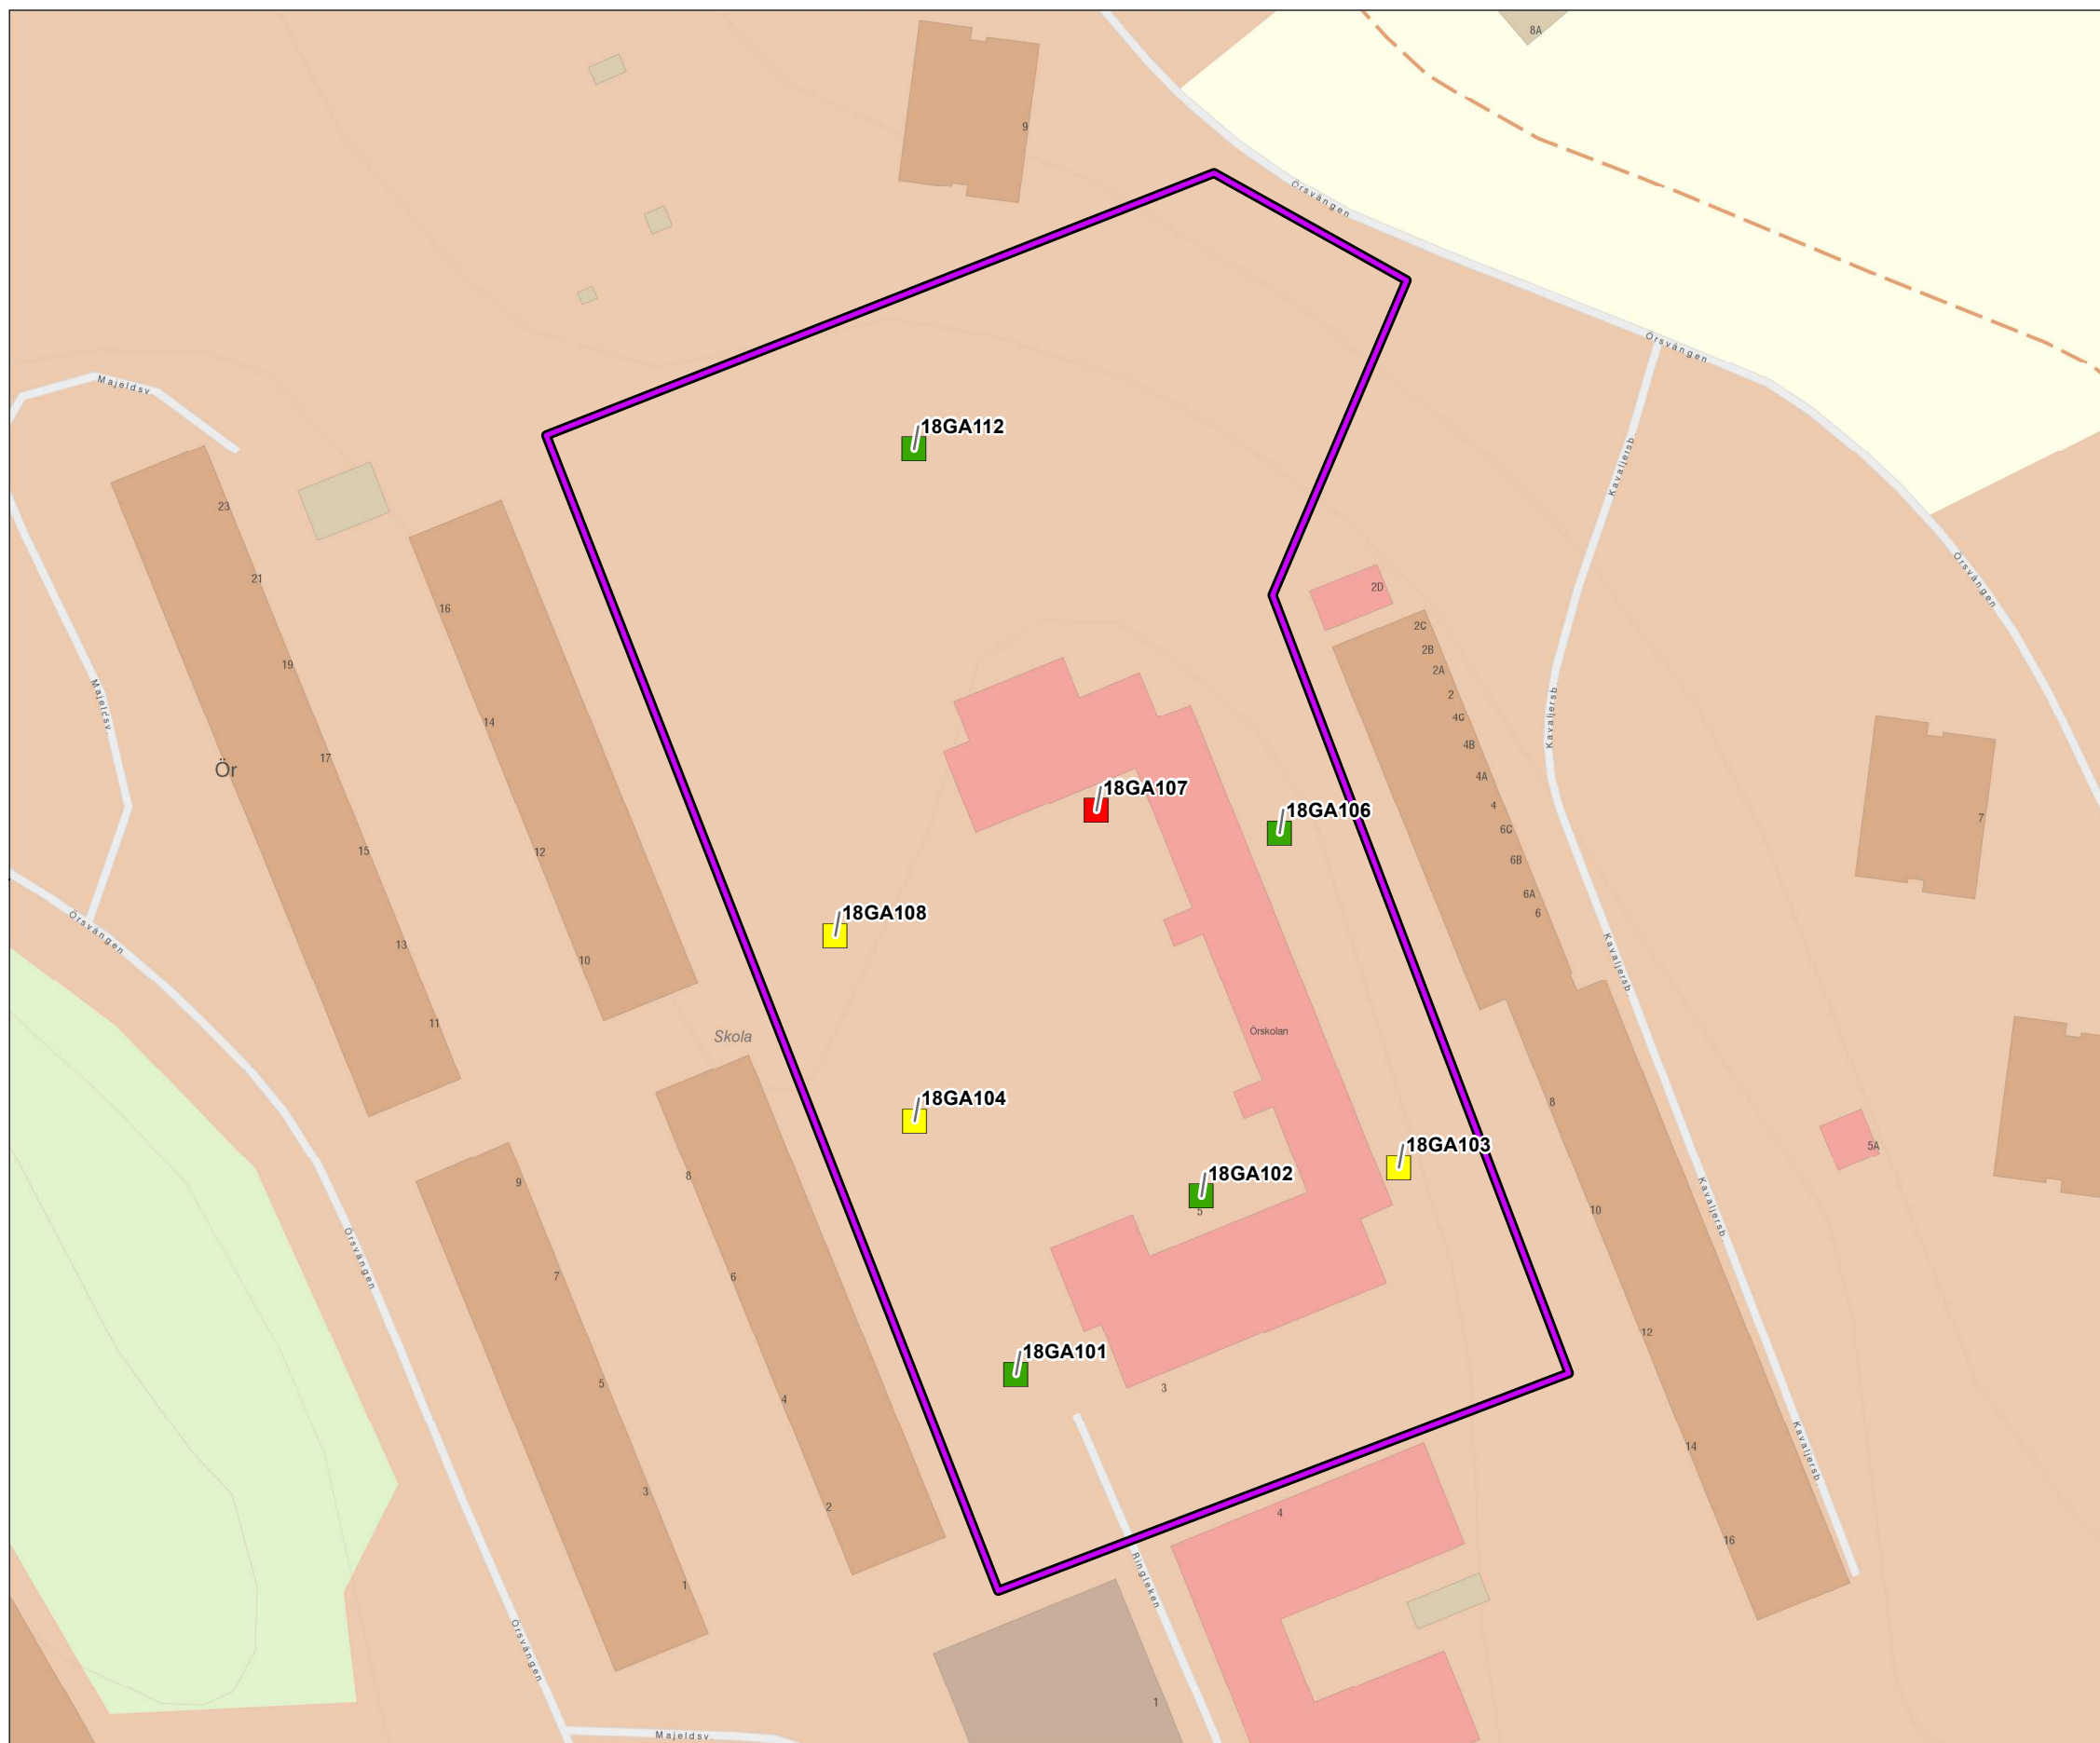 8A
9
Örsvängen
Örsvängen
Majeldsv.
18GA112
Kavaljersb.
23
21
16
2D
Örsvängen
2C
2B
2A
19
2
Majeldsv.
14
4C
Kavaljersb.
4B
17
Ör
4A
18GA107
4
18GA106
7
6C
15
12
6B
6A
6
18GA108
Örsvängen
13
10
Kavaljersb.
11
Skola
Örskolan
18GA104
8
18GA103
5A
8
9
18GA102
5
10
Kavaljersb.
Örsvängen
7
6
12
18GA101
5
3
4
14
Kavaljersb.
3
2
4
16
Ringleken
1
Örsvängen
1
Majeldsv.